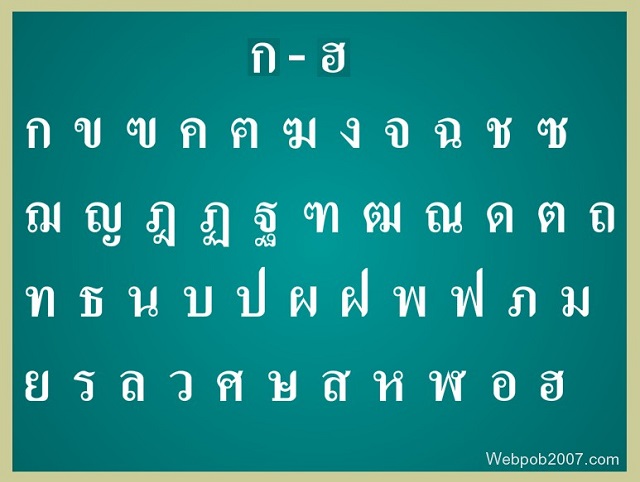 ก - ฮ
ก ข ฃ ค ฅ ฆ ง จ ฉ ช ซ
ฌ ญ ฎ ฏ ฐ ฑ ฒ ณ ด ต ถ
ท ธ น บ ป ผ ฝ พ ฟ ภ ม
ย ร ล ว ศ ษ ส ห ฬ อ ฮ
Webpob2007.com